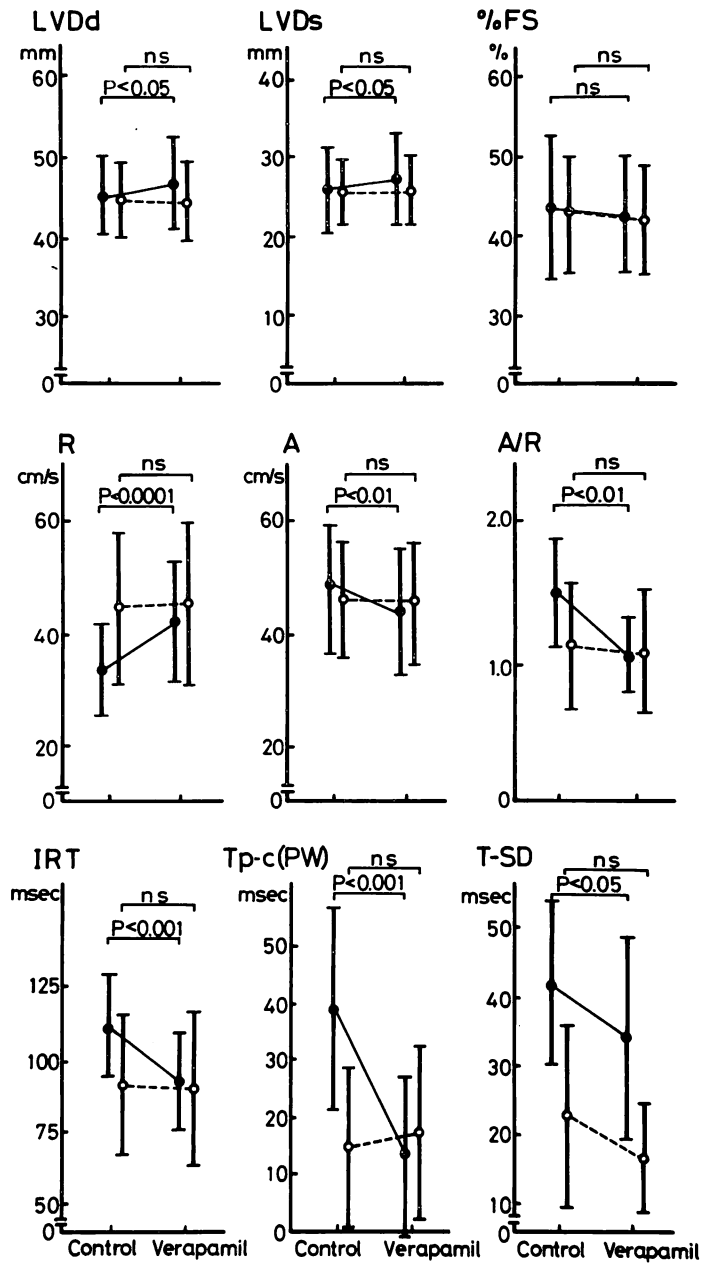 LVDd
mm
ns
P<0.05
60
50
40
30
0
LVDs
mm
ns
P<0.05
40
30
20
10
0
%FS
%
ns
ns
60
50
40
30
0
R
cm/s
ns
P<0.0001
60
40
20
0
A
cm/s
ns
P<0.01
60
40
20
0
A/R
ns
P<0.01
2.0
1.0
0
IRT
msec
ns
P<0.001
125
100
75
50
0
Control Verapamil
Tp-c(PW)
msec
ns
P<0.001
50
40
30
20
10
0
Control Verapamil
T-SD
msec
ns
P<0.05
50
40
30
20
10
0
Control Verapamil